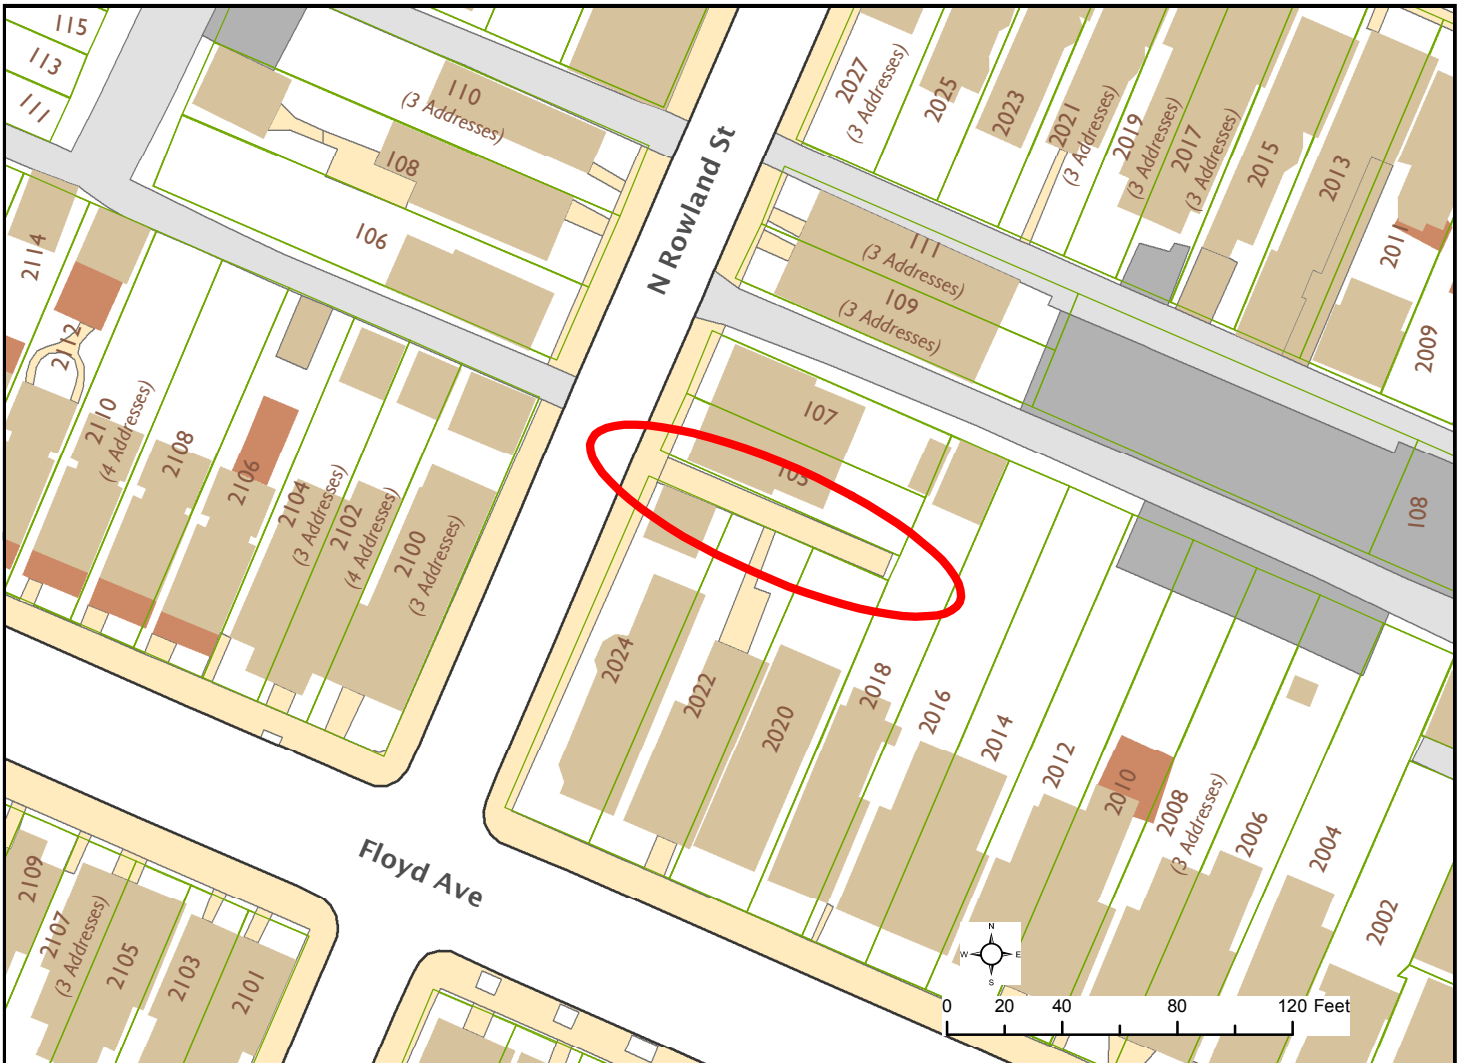 115
113
111
110
(3 Addresses)
108
106
N Rowland St
2027
(3 Addresses)
2025
2023
2021
(3 Addresses)
2019
(3 Addresses)
2017
(3 Addresses)
2015
2013
2011
2009
111
(3 Addresses)
109
(3 Addresses)
107
105
108
2114
2112
2110
(4 Addresses)
2108
2106
2104
(3 Addresses)
2102
(4 Addresses)
2100
(3 Addresses)
2024
2022
2020
2018
2016
2014
2012
2010
2008
(3 Addresses)
2006
2004
2002
Floyd Ave
2109
2107
(3 Addresses)
2105
2103
2101
N
W E
S
0 20 40 80 120 Feet